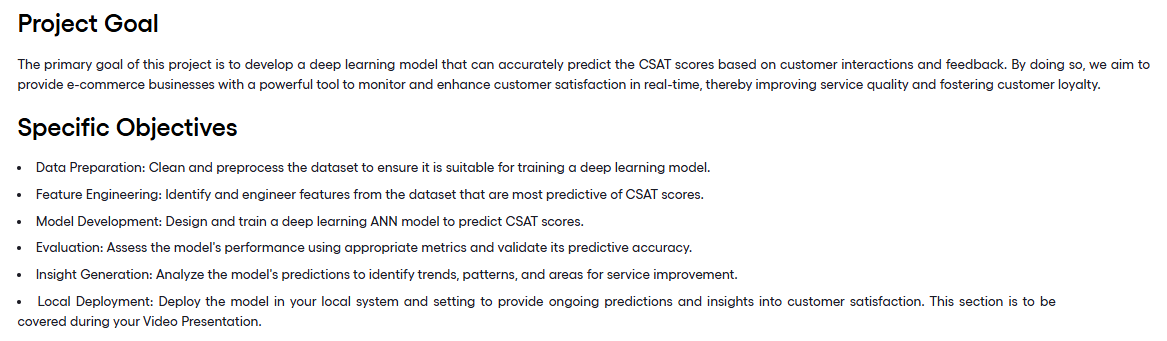 Project Goal
The primary goal of this project is to develop a deep learning model that can accurately predict the CSAT scores based on customer interactions and feedback. By doing so, we aim to
provide e-commerce businesses with a powerful tool to monitor and enhance customer satisfaction in real-time, thereby improving service quality and fostering customer loyalty.
Specific Objectives
• Data Preparation: Clean and preprocess the dataset to ensure it is suitable for training a deep learning model.
• Feature Engineering: Identify and engineer features from the dataset that are most predictive of CSAT scores.
• Model Development: Design and train a deep learning ANN model to predict CSAT scores.
• Evaluation: Assess the model's performance using appropriate metrics and validate its predictive accuracy.
• Insight Generation: Analyze the model's predictions to identify trends, patterns, and areas for service improvement.
• Local Deployment: Deploy the model in your local system and setting to provide ongoing predictions and insights into customer satisfaction. This section is to be
covered during your Video Presentation.